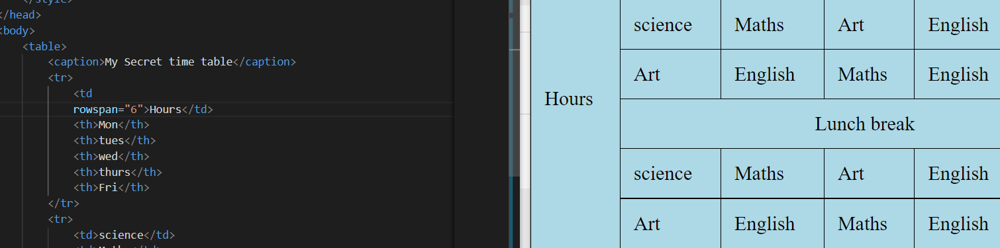 </style>
</head>
<body>
<table>
<caption>My Secret time table</caption>
<tr>
<td
rowspan="6">Hours</td>
<th>Mon</th>
<th>tues</th>
<th>wed</th>
<th>thurs</th>
<th>Fri</th>
</tr>
<tr>
<td>science</td>
science Maths Art English
Art English Maths English
Hours
Lunch break
science Maths Art English
Art English Maths English